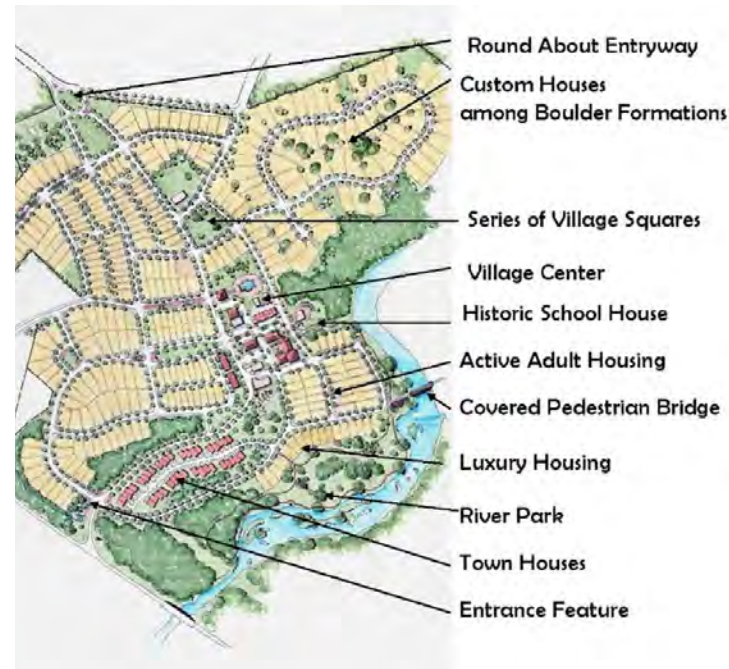 Round About Entryway
Custom Houses
among Boulder Formations
Series of Village Squares
Village Center
Historic School House
Active Adult Housing
Covered Pedestrian Bridge
Luxury Housing
River Park
Town Houses
Entrance Feature